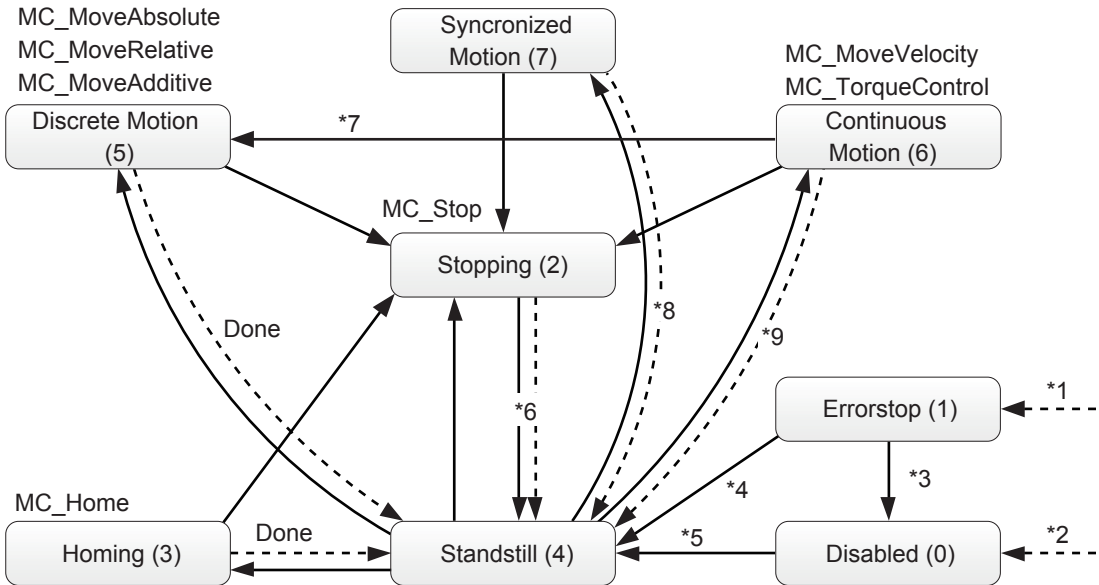 MC_MoveAbsolute
MC_MoveRelative
MC_MoveAdditive
Discrete Motion
(5)
Syncronized
Motion (7)
MC_MoveVelocity
MC_TorqueControl
Continuous
Motion (6)
*7
MC_Stop
Stopping (2)
Done
*8
*9
*6
Errorstop (1)
*1
*4
*3
MC_Home
Homing (3)
Done
Standstill (4)
*5
Disabled (0)
*2